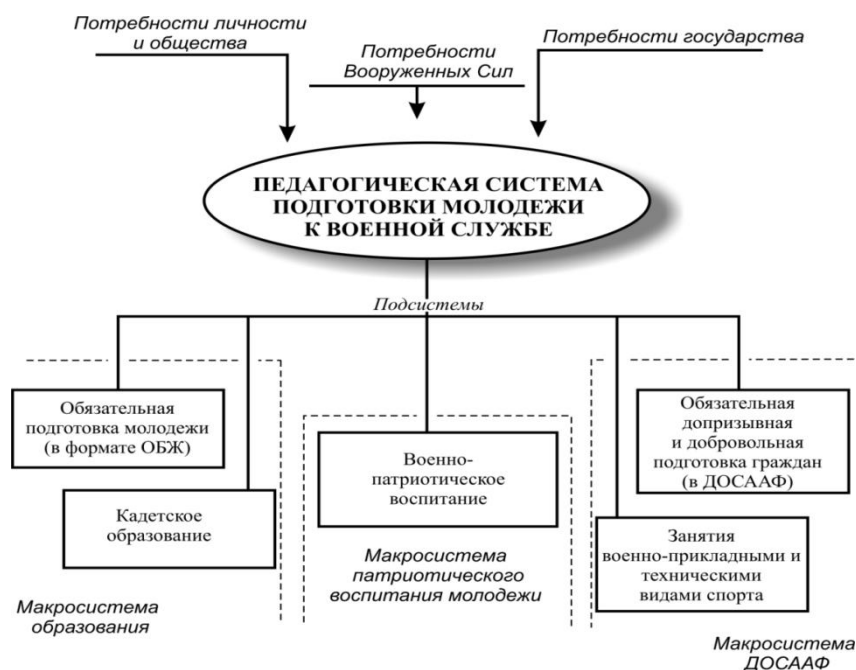 Потребности личности
и общества
Потребности
Вооруженных Сил
Потребности государства
ПЕДАГОГИЧЕСКАЯ СИСТЕМА
ПОДГОТОВКИ МОЛОДЕЖИ
К ВОЕННОЙ СЛУЖБЕ
Подсистемы
Обязательная
подготовка молодежи
(в формате ОБЖ)
Кадетское
образование
Макросистема
образования
Военно-
патриотическое
воспитание
Макросистема
патриотического
воспитания молодежи
Обязательная
допризывная
и добровольная
подготовка граждан
(в ДОСААФ)
Занятия
военно-прикладными и
техническими
видами спорта
Макросистема
ДОСААФ